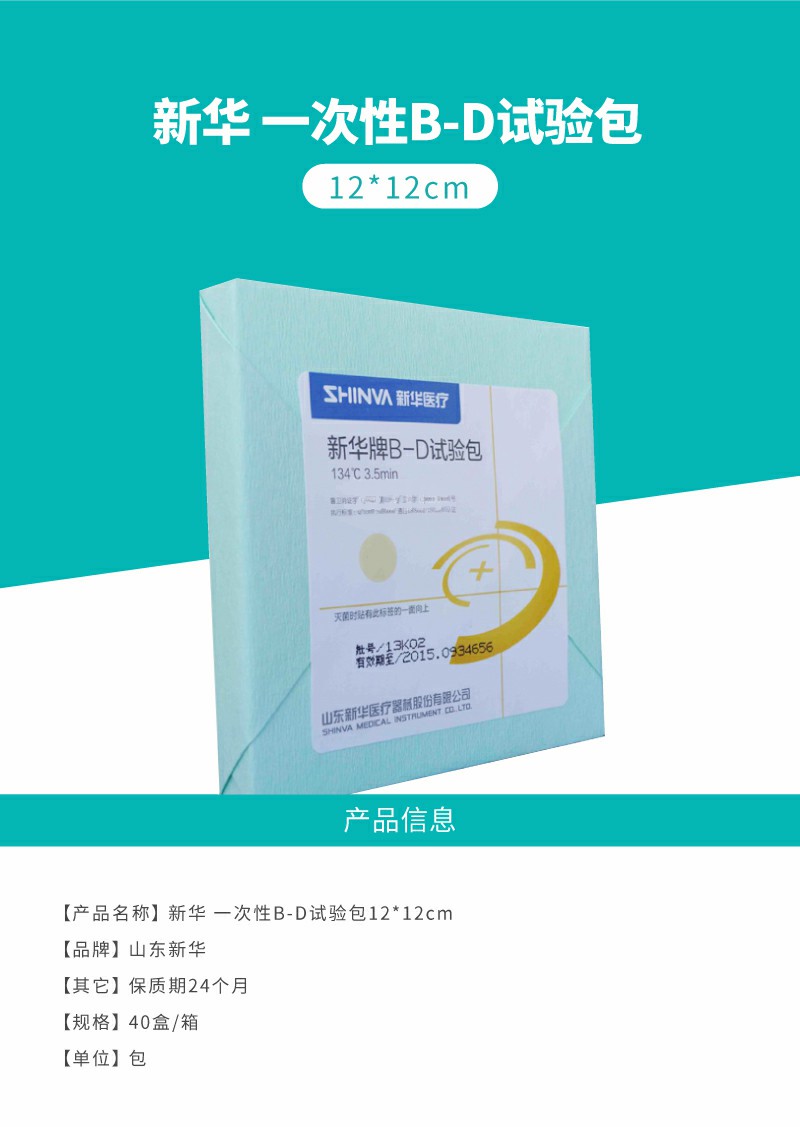 新华 一次性B-D试验包
12*12cm
SHINVA 新华医疗
新华牌B-D试验包
134℃ 3.5min
灭菌时贴有此标签的一面向上
批号/13K02
有效期至/2015.0934656
山东新华医疗器械股份有限公司
SHINVA MEDICAL INSTRUMENT CO., LTD.
产品信息
【产品名称】新华 一次性B-D试验包12*12cm
【品牌】山东新华
【其它】保质期24个月
【规格】40盒/箱
【单位】包